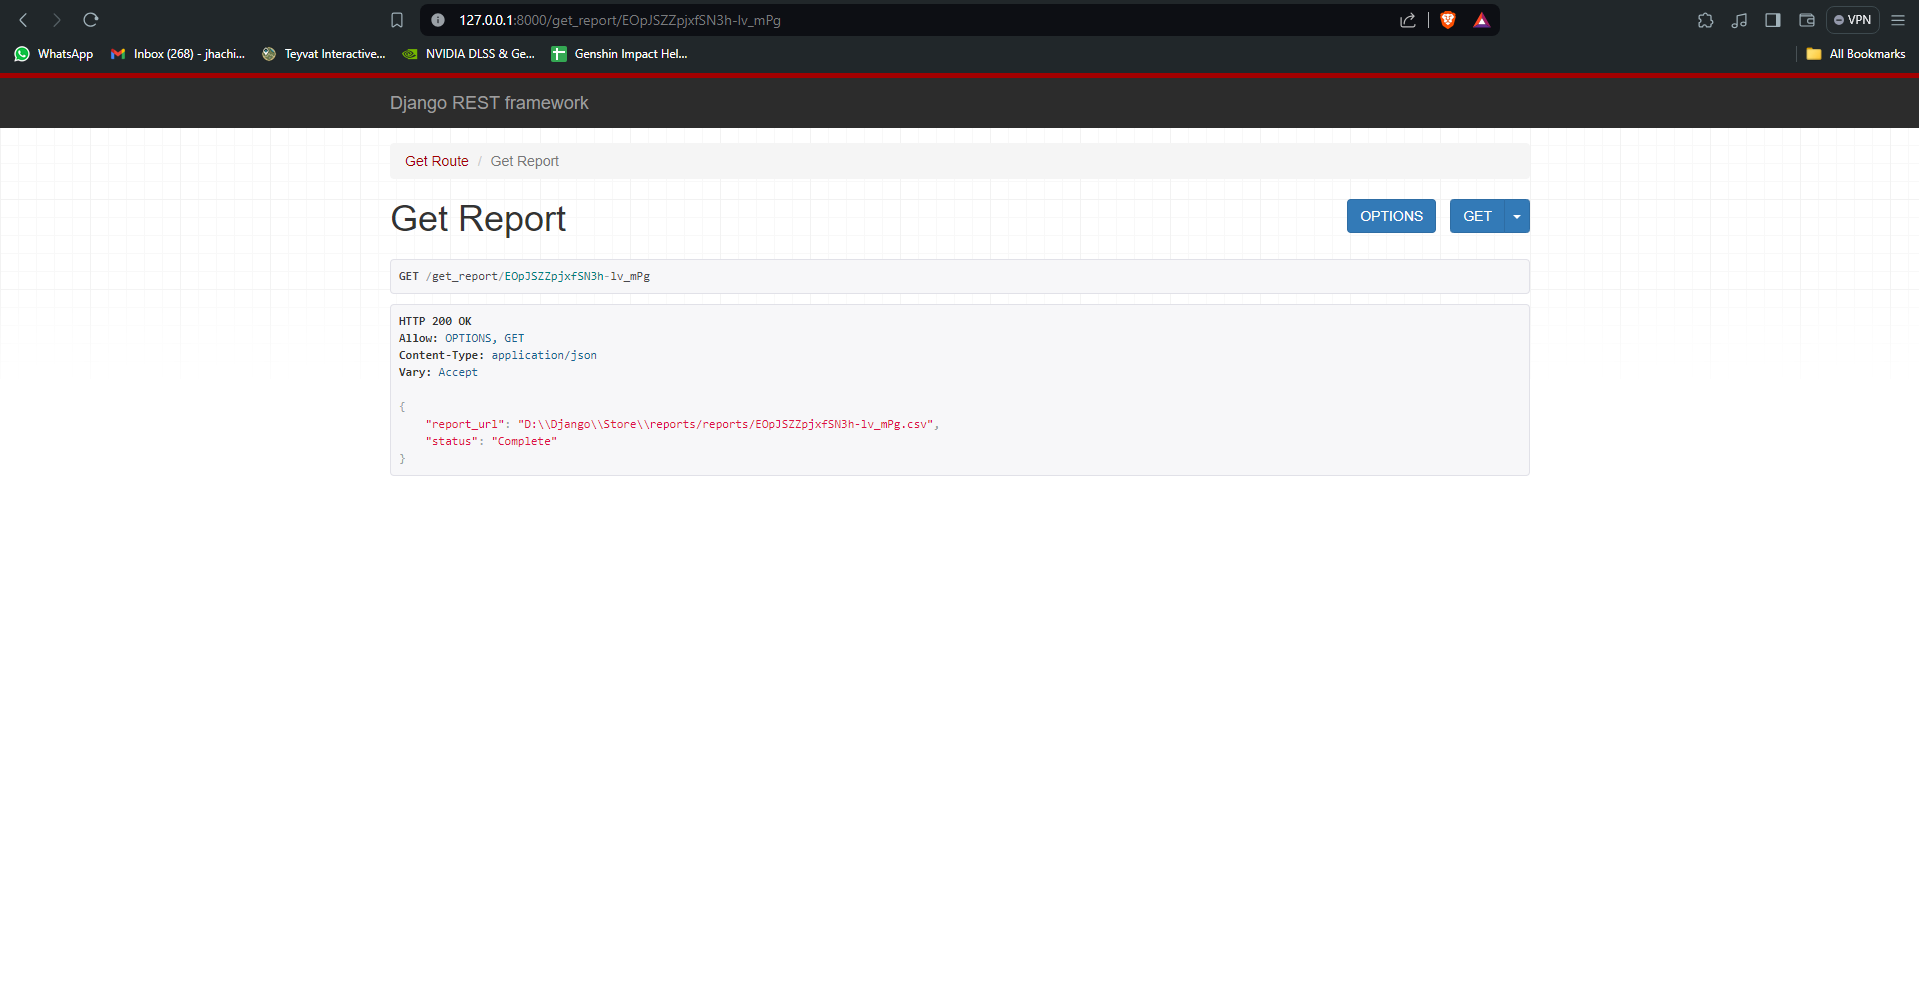 127.0.0.1:8000/get_report/EOpJSZZpjxfSN3h-lv_mPg
VPN
WhatsApp
Inbox (268) - jhachi...
Teyvat Interactive...
NVIDIA DLSS & Ge...
Genshin Impact Hel...
All Bookmarks
Django REST framework
Get Route / Get Report
Get Report
OPTIONS
GET
GET /get_report/EOpJSZZpjxfSN3h-lv_mPg
HTTP 200 OK
Allow: OPTIONS, GET
Content-Type: application/json
Vary: Accept
{
"report_url": "D:\\Django\\Store\\reports/reports/EOpJSZZpjxfSN3h-lv_mPg.csv",
"status": "Complete"
}